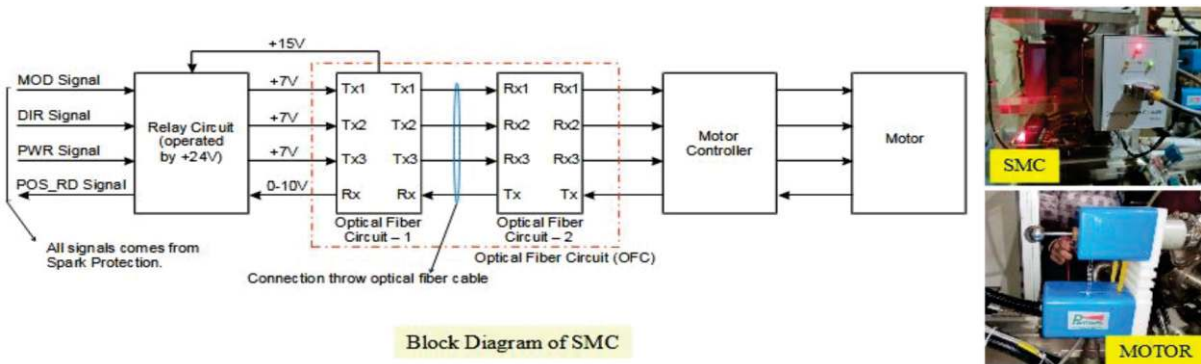 +15V
MOD Signal
+7V
Tx1
Tx1
Rx1
Rx1
DIR Signal
+7V
Tx2
Tx2
Rx2
Rx2
Relay Circuit
(operated
by +24V)
Motor
Controller
Motor
PWR Signal
+7V
Tx3
Tx3
Rx3
Rx3
POS_RD Signal
0-10V
Rx
Rx
Tx
Tx
Optical Fiber
Circuit – 1
Optical Fiber
Circuit – 2
Optical Fiber Circuit (OFC)
All signals comes from
Spark Protection.
Connection throw optical fiber cable
Block Diagram of SMC
SMC
MOTOR